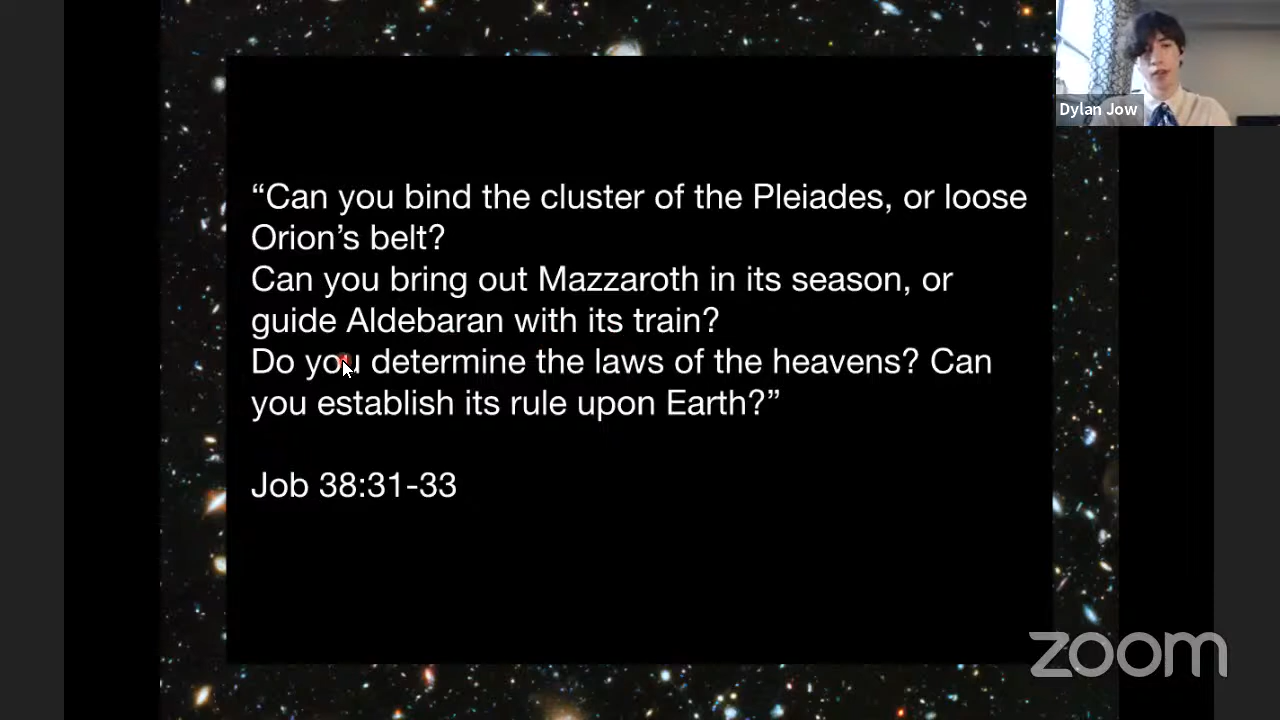 “Can you bind the cluster of the Pleiades, or loose
Orion’s belt?
Can you bring out Mazzaroth in its season, or
guide Aldebaran with its train?
Do you determine the laws of the heavens? Can
you establish its rule upon Earth?”
Job 38:31-33
Dylan Jow
zoom